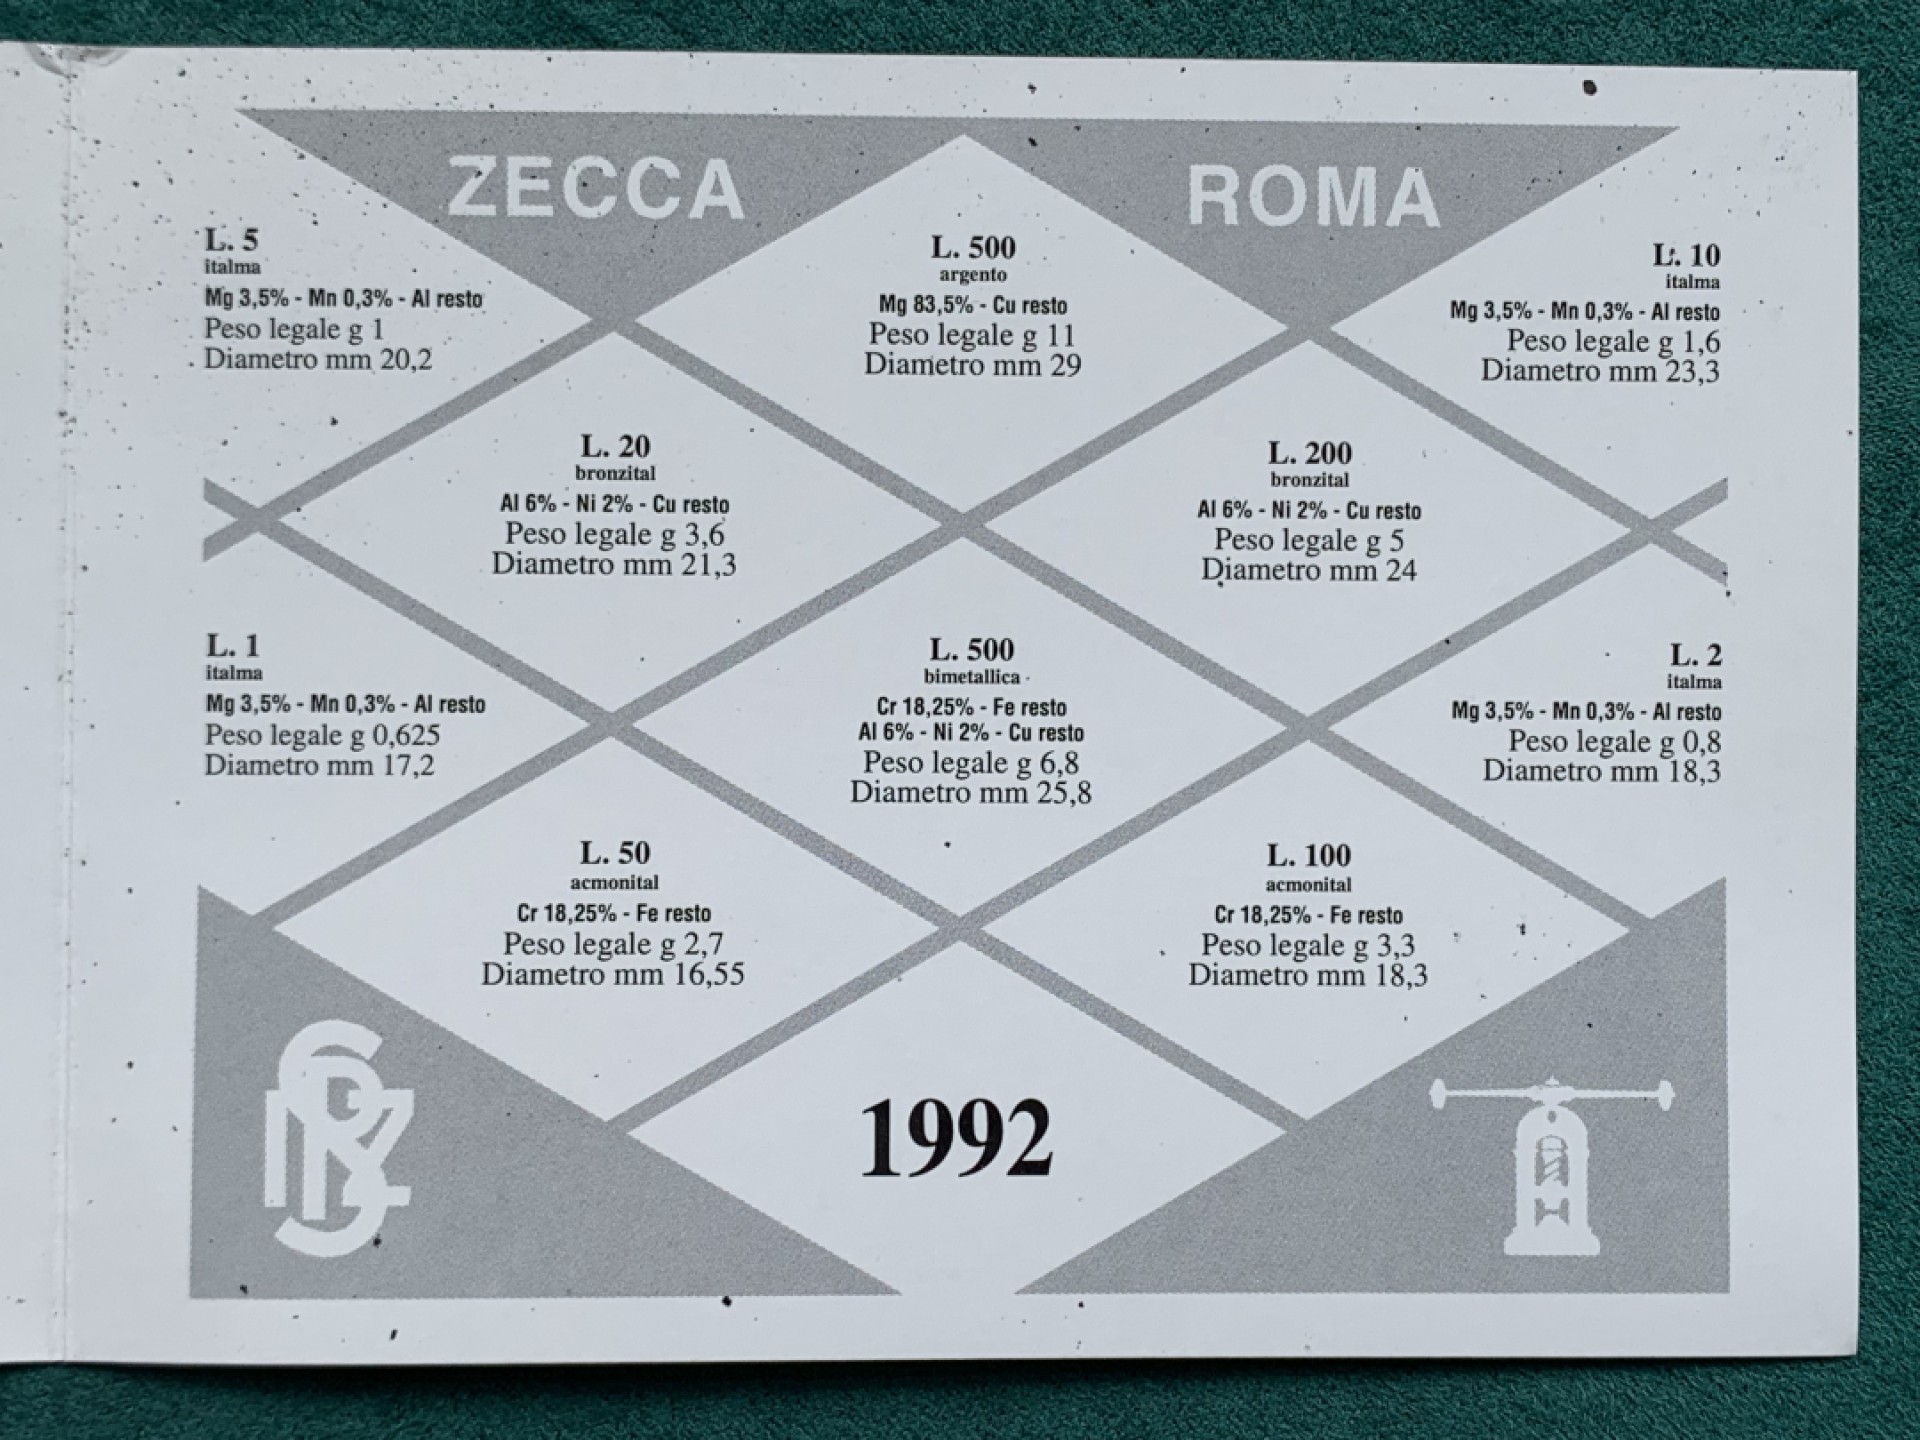 ZECCA
ROMA
L. 5
italma
Mg 3,5% - Mn 0,3% - Al resto
Peso legale g 1
Diametro mm 20,2
L. 500
argento
Mg 83,5% - Cu resto
Peso legale g 11
Diametro mm 29
L. 10
italma
Mg 3,5% - Mn 0,3% - Al resto
Peso legale g 1,6
Diametro mm 23,3
L. 20
bronzital
Al 6% - Ni 2% - Cu resto
Peso legale g 3,6
Diametro mm 21,3
L. 200
bronzital
Al 6% - Ni 2% - Cu resto
Peso legale g 5
Diametro mm 24
L. 1
italma
Mg 3,5% - Mn 0,3% - Al resto
Peso legale g 0,625
Diametro mm 17,2
L. 500
bimetallica
Cr 18,25% - Fe resto
Al 6% - Ni 2% - Cu resto
Peso legale g 6,8
Diametro mm 25,8
L. 2
italma
Mg 3,5% - Mn 0,3% - Al resto
Peso legale g 0,8
Diametro mm 18,3
L. 50
acmonital
Cr 18,25% - Fe resto
Peso legale g 2,7
Diametro mm 16,55
L. 100
acmonital
Cr 18,25% - Fe resto
Peso legale g 3,3
Diametro mm 18,3
1992